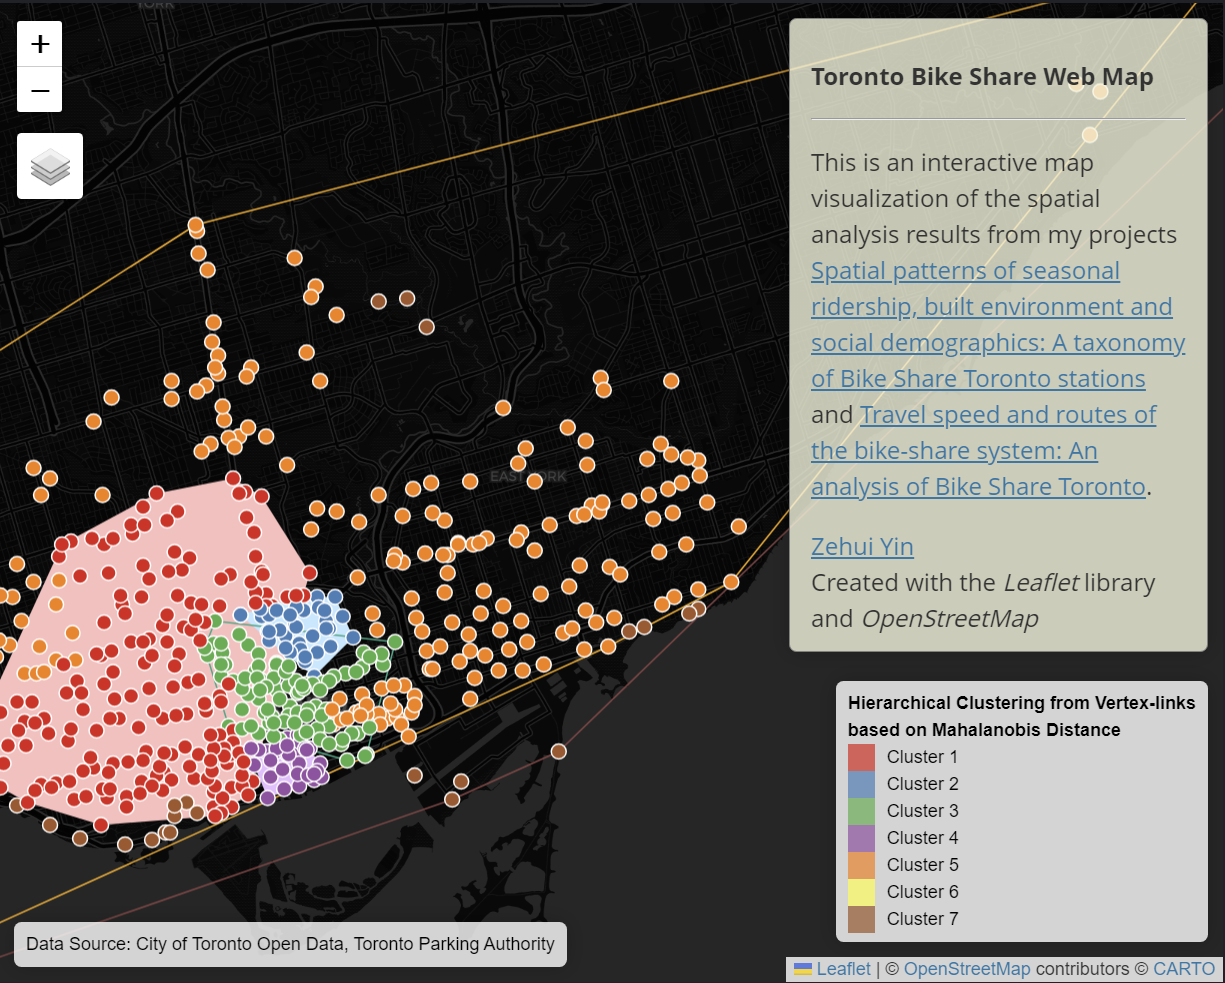 YORK
+
−
Toronto Bike Share Web Map
This is an interactive map
visualization of the spatial
analysis results from my projects
Spatial patterns of seasonal
ridership, built environment and
social demographics: A taxonomy
of Bike Share Toronto stations
and Travel speed and routes of
the bike-share system: An
analysis of Bike Share Toronto.
Zehui Yin
Created with the Leaflet library
and OpenStreetMap
EAST YORK
Hierarchical Clustering from Vertex-links
based on Mahalanobis Distance
Cluster 1
Cluster 2
Cluster 3
Cluster 4
Cluster 5
Cluster 6
Cluster 7
Data Source: City of Toronto Open Data, Toronto Parking Authority
Leaflet | © OpenStreetMap contributors © CARTO